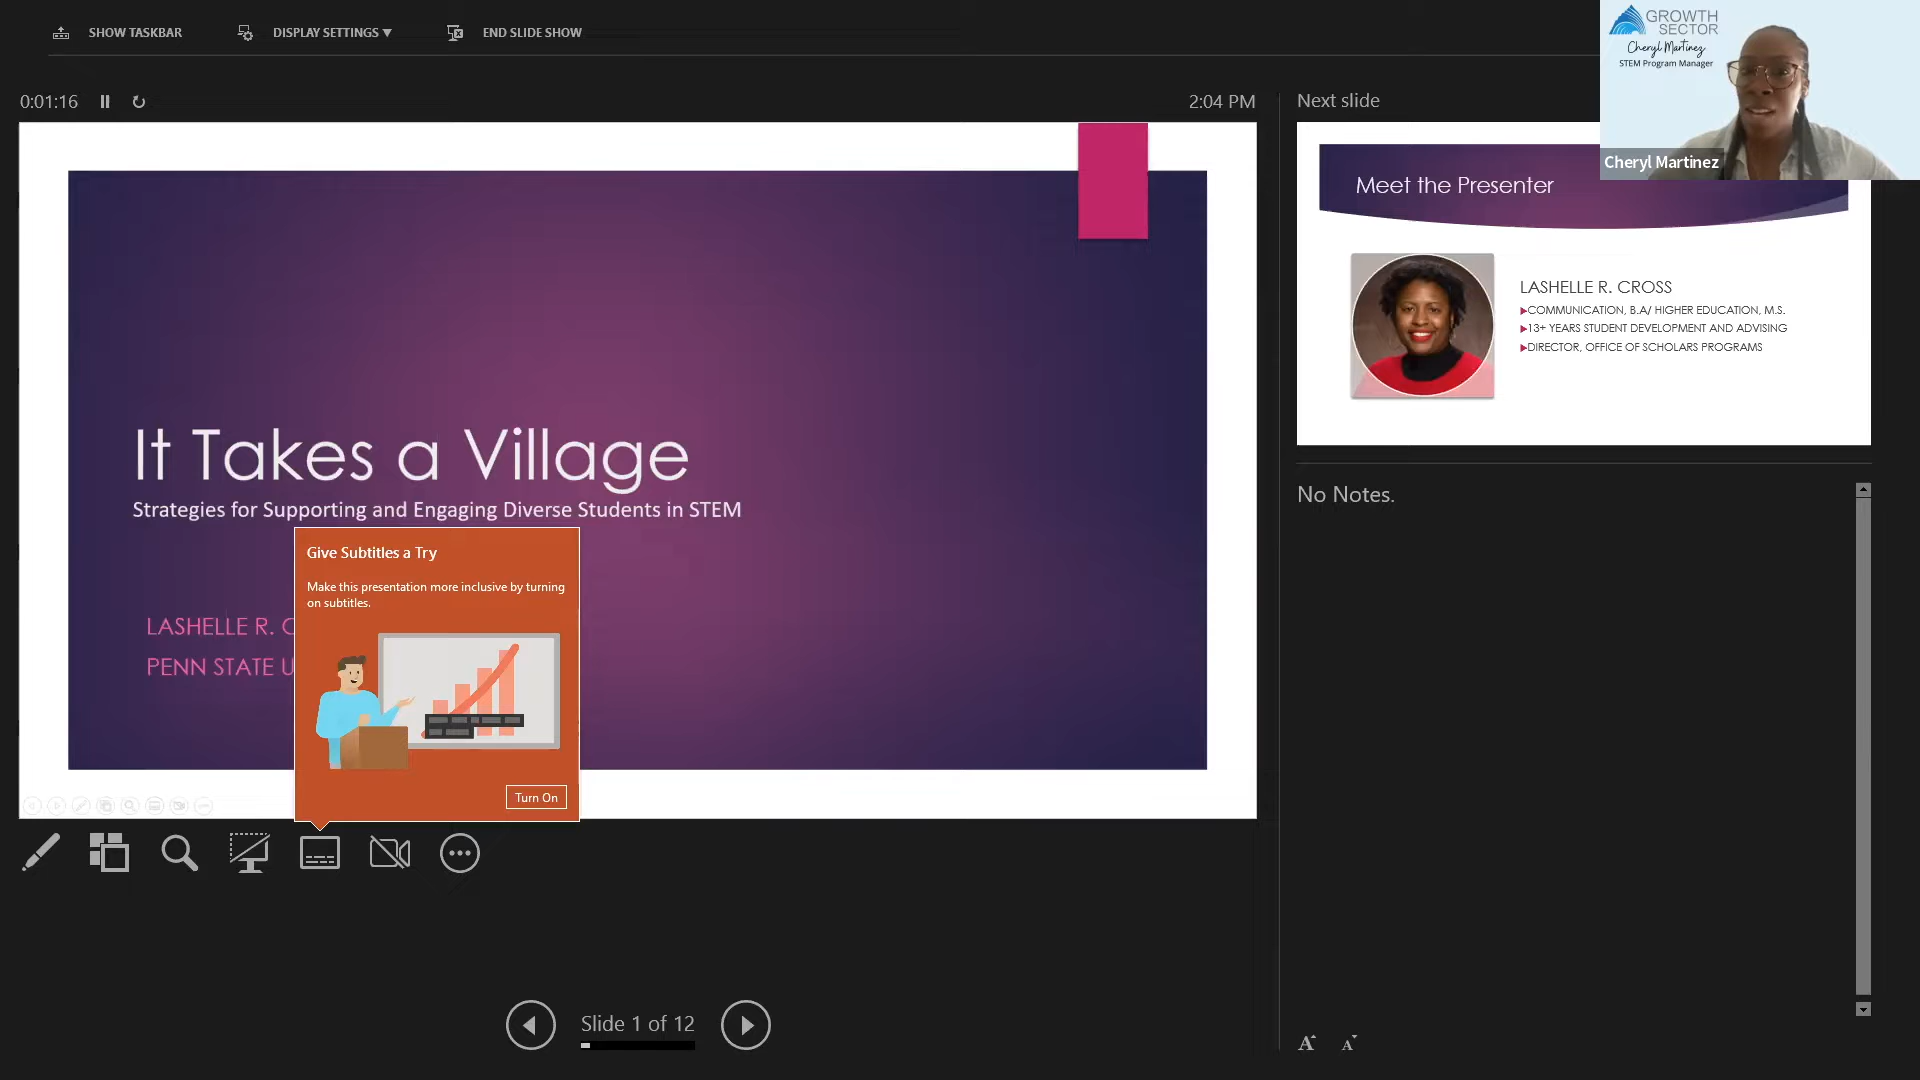 SHOW TASKBAR
DISPLAY SETTINGS ▼
END SLIDE SHOW
GROWTH
SECTOR
Cheryl Martinez
STEM Program Manager
Cheryl Martinez
0:01:16
2:04 PM
Next slide
Meet the Presenter
LASHELLE R. CROSS
COMMUNICATION, B.A/ HIGHER EDUCATION, M.S.
13+ YEARS STUDENT DEVELOPMENT AND ADVISING
DIRECTOR, OFFICE OF SCHOLARS PROGRAMS
It Takes a Village
Strategies for Supporting and Engaging Diverse Students in STEM
LASHELLE R. C
PENN STATE U
Give Subtitles a Try
Make this presentation more inclusive by turning
on subtitles.
Turn On
No Notes.
Slide 1 of 12
A A